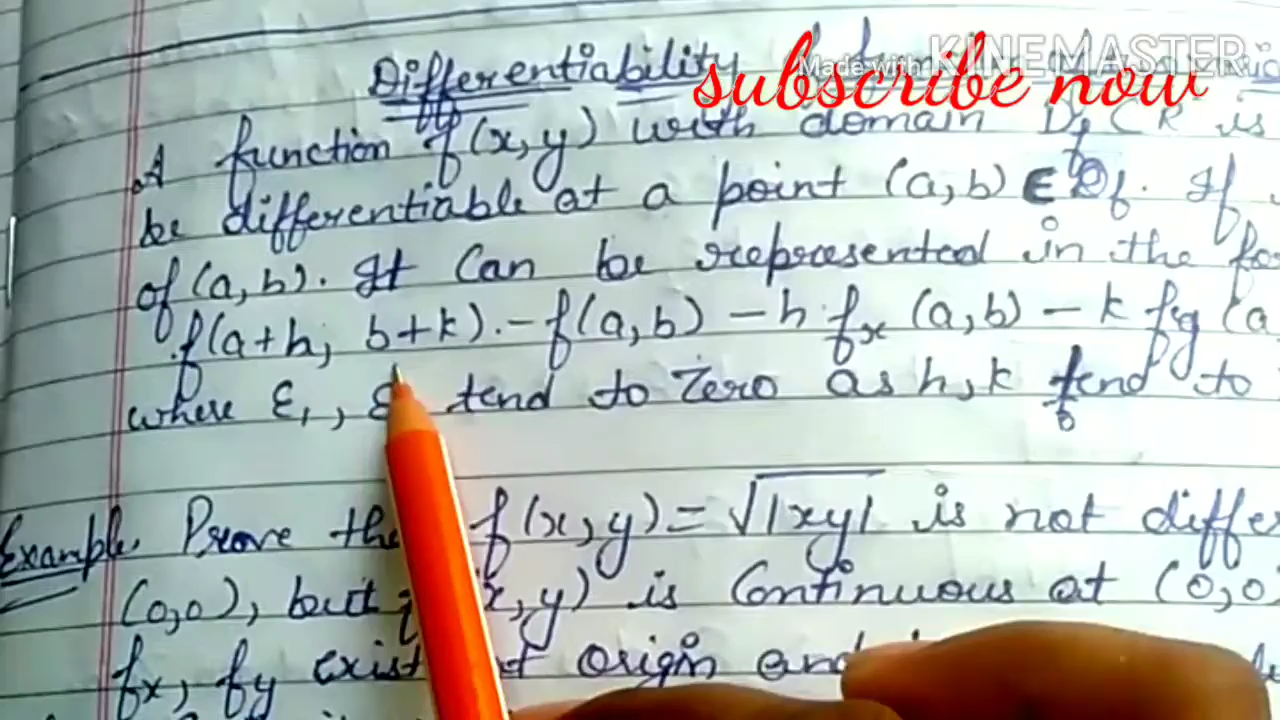 Differentiability
subscribe now
Made with KINEMASTER
A function f(x,y) with domain Df ⊂ R is
be differentiable at a point (a,b) ∈ Df. If
of (a,b). It can be represented in the
f(a+h, b+k).-f(a,b) -h fx (a,b) - k fy (a
where ε1, ε tend to zero as h,k tend to
Example. Prove f(x,y)=√|xy| is not
(0,0), but x,y) is Continuous at (0,0
fx, fy exist origin and